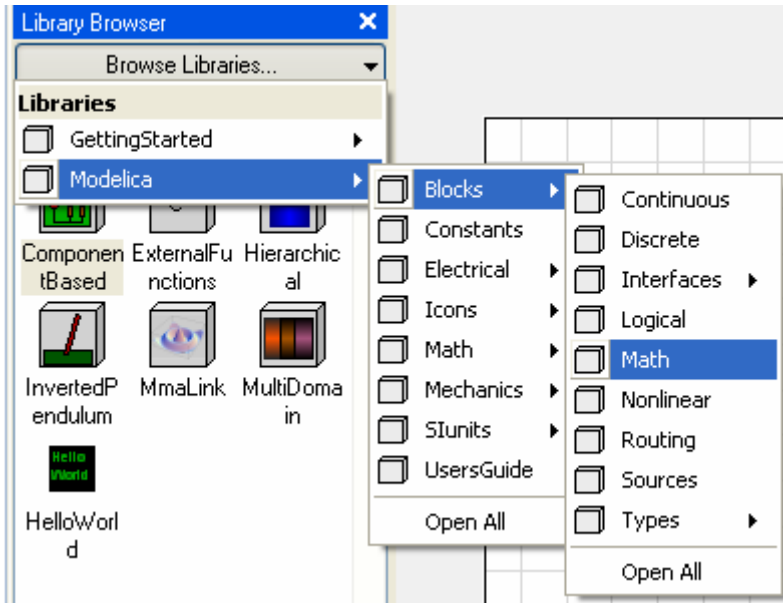 Library Browser
Browse Libraries...
Libraries
GettingStarted
Modelica
Blocks
Constants
Electrical
Icons
Math
Mechanics
SIunits
UsersGuide
Open All
Continuous
Discrete
Interfaces
Logical
Math
Nonlinear
Routing
Sources
Types
Open All
Componen
tBased
ExternalFu
nctions
Hierarchic
al
InvertedP
endulum
MmaLink
MultiDoma
in
Hello
World
HelloWorl
d